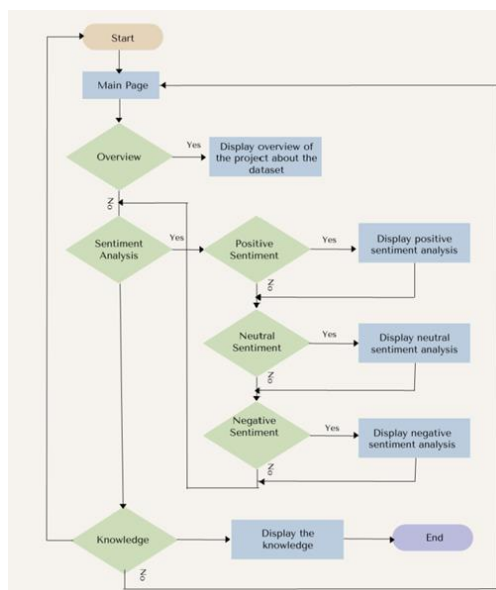 Start
Main Page
Overview
Yes
Display overview of
the project about the
dataset
No
Sentiment
Analysis
Yes
Positive
Sentiment
Yes
Display positive
sentiment analysis
No
Neutral
Sentiment
Yes
Display neutral
sentiment analysis
No
Negative
Sentiment
Yes
Display negative
sentiment analysis
No
Knowledge
Display the
knowledge
End
No